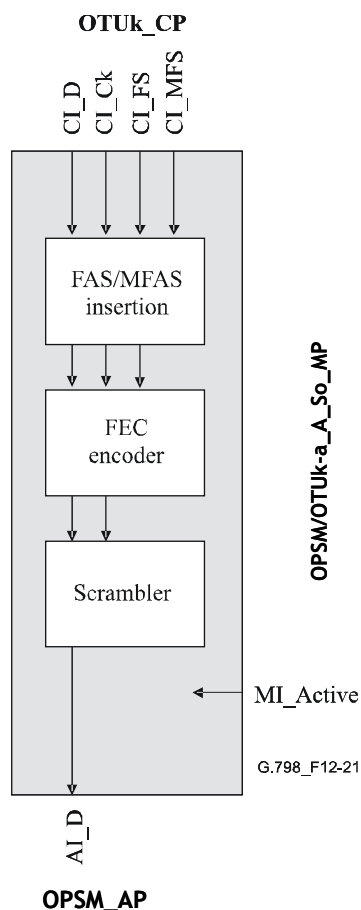 OTUk_CP
CI_D
CI_Ck
CI_FS
CI_MFS
FAS/MFAS
insertion
FEC
encoder
Scrambler
OPSM/OTUk-a_A_So_MP
MI_Active
G.798_F12-21
AI_D
OPSM_AP